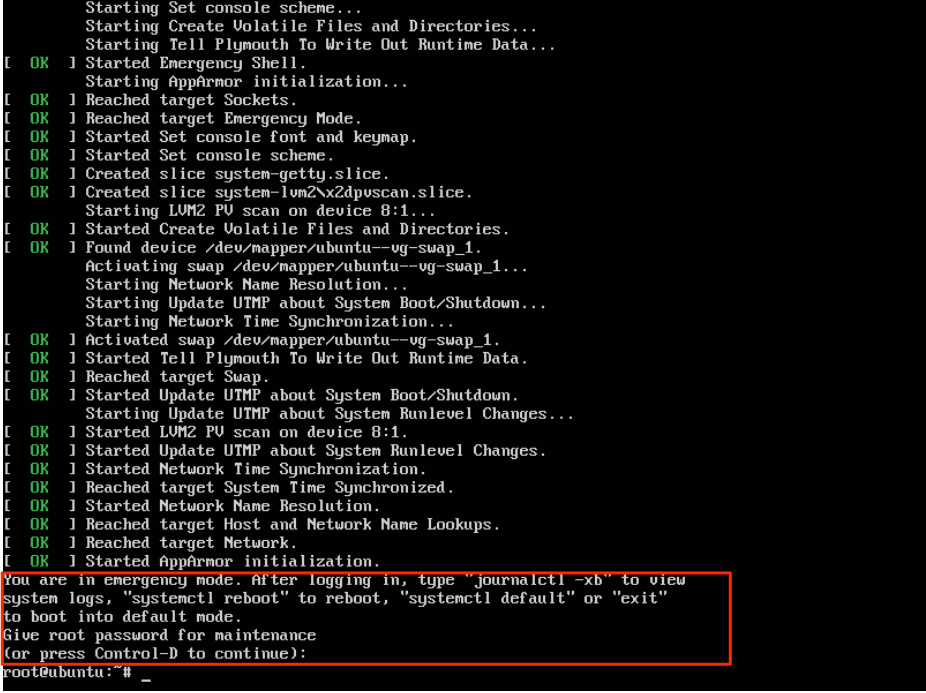 Starting Set console scheme...
Starting Create Volatile Files and Directories...
Starting Tell Plymouth To Write Out Runtime Data...
[  OK  ] Started Emergency Shell.
Starting AppArmor initialization...
[  OK  ] Reached target Sockets.
[  OK  ] Reached target Emergency Mode.
[  OK  ] Started Set console font and keymap.
[  OK  ] Started Set console scheme.
[  OK  ] Created slice system-getty.slice.
[  OK  ] Created slice system-lvm2\x2dpvscan.slice.
Starting LVM2 PV scan on device 8:1...
[  OK  ] Started Create Volatile Files and Directories.
[  OK  ] Found device /dev/mapper/ubuntu--vg-swap_1.
Activating swap /dev/mapper/ubuntu--vg-swap_1...
Starting Network Name Resolution...
Starting Update UTMP about System Boot/Shutdown...
Starting Network Time Synchronization...
[  OK  ] Activated swap /dev/mapper/ubuntu--vg-swap_1.
[  OK  ] Started Tell Plymouth To Write Out Runtime Data.
[  OK  ] Reached target Swap.
[  OK  ] Started Update UTMP about System Boot/Shutdown.
Starting Update UTMP about System Runlevel Changes...
[  OK  ] Started LVM2 PV scan on device 8:1.
[  OK  ] Started Update UTMP about System Runlevel Changes.
[  OK  ] Started Network Time Synchronization.
[  OK  ] Reached target System Time Synchronized.
[  OK  ] Started Network Name Resolution.
[  OK  ] Reached target Host and Network Name Lookups.
[  OK  ] Reached target Network.
[  OK  ] Started AppArmor initialization.
You are in emergency mode. After logging in, type "journalctl -xb" to view
system logs, "systemctl reboot" to reboot, "systemctl default" or "exit"
to boot into default mode.
Give root password for maintenance
(or press Control-D to continue):
root@ubuntu:~# _